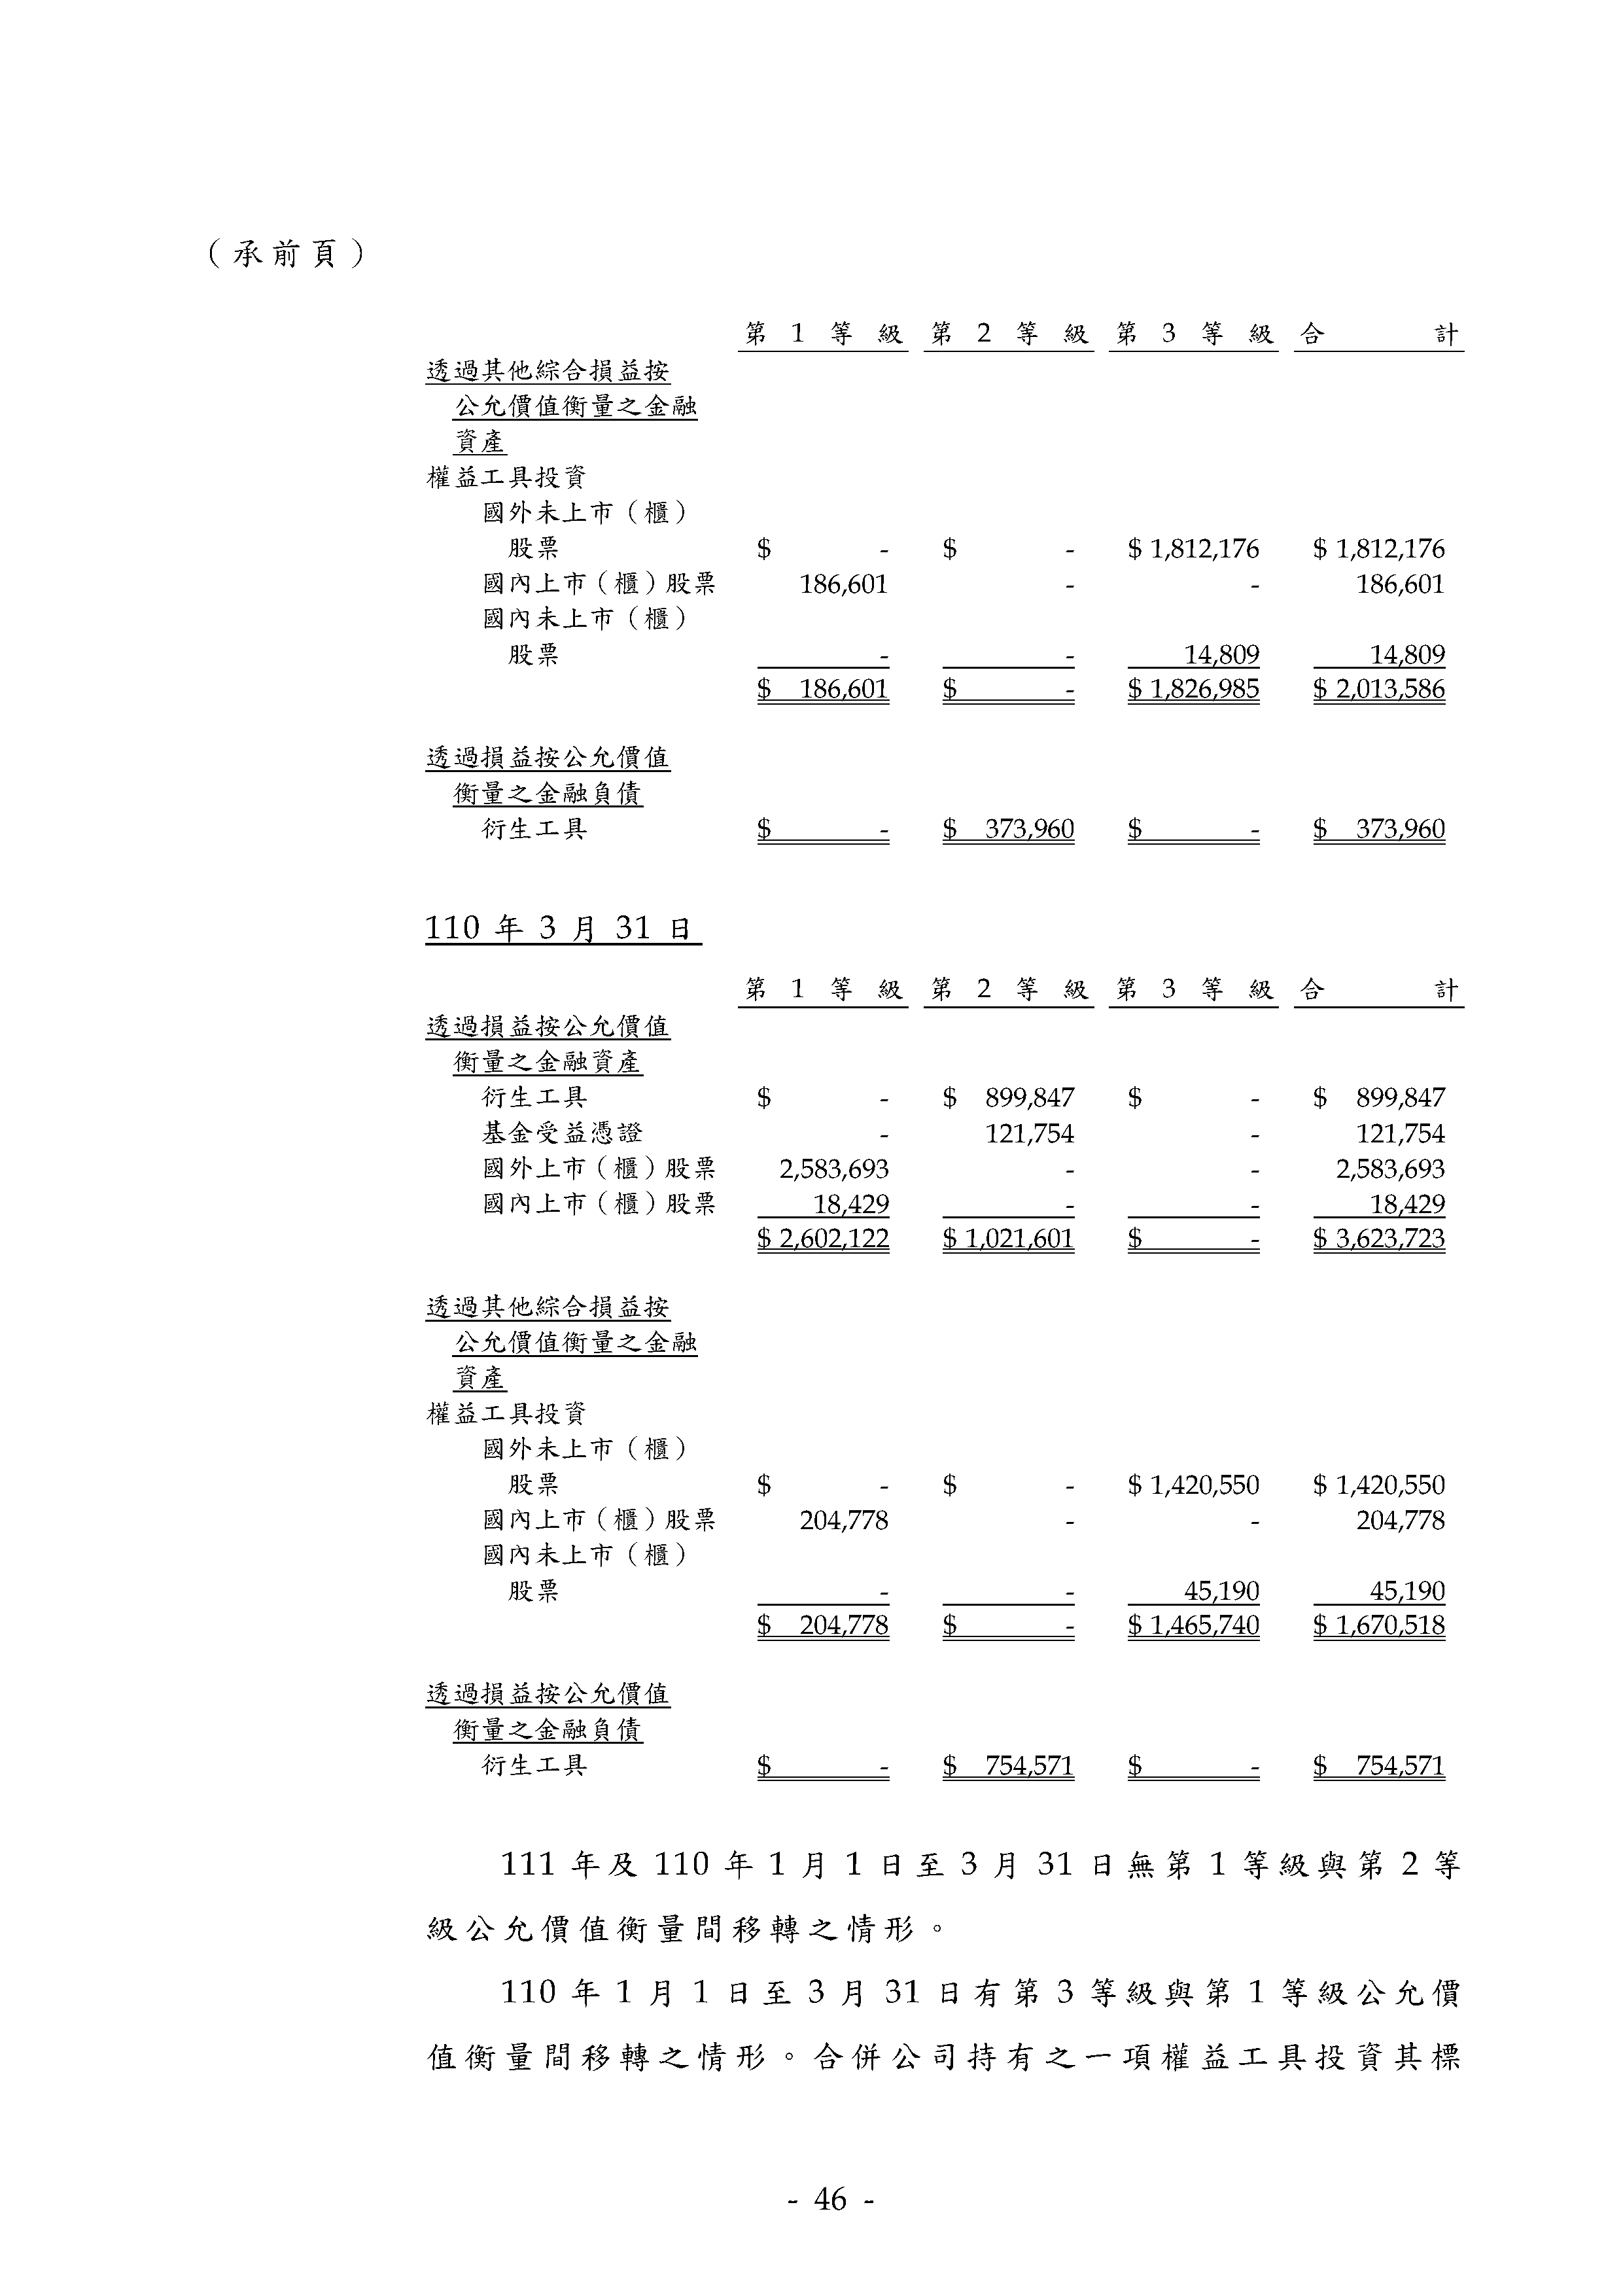 （承前頁）
第 1 等 級 第 2 等 級 第 3 等 級 合 計
透過其他綜合損益按
公允價值衡量之金融
資產
權益工具投資
國外未上市（櫃）
股票 $ - $ - $ 1,812,176 $ 1,812,176
國內上市（櫃）股票 186,601 - - 186,601
國內未上市（櫃）
股票 - - 14,809 14,809
$ 186,601 $ - $ 1,826,985 $ 2,013,586
透過損益按公允價值
衡量之金融負債
衍生工具 $ - $ 373,960 $ - $ 373,960
110 年 3 月 31 日
第 1 等 級 第 2 等 級 第 3 等 級 合 計
透過損益按公允價值
衡量之金融資產
衍生工具 $ - $ 899,847 $ - $ 899,847
基金受益憑證 - 121,754 - 121,754
國外上市（櫃）股票 2,583,693 - - 2,583,693
國內上市（櫃）股票 18,429 - - 18,429
$ 2,602,122 $ 1,021,601 $ - $ 3,623,723
透過其他綜合損益按
公允價值衡量之金融
資產
權益工具投資
國外未上市（櫃）
股票 $ - $ - $ 1,420,550 $ 1,420,550
國內上市（櫃）股票 204,778 - - 204,778
國內未上市（櫃）
股票 - - 45,190 45,190
$ 204,778 $ - $ 1,465,740 $ 1,670,518
透過損益按公允價值
衡量之金融負債
衍生工具 $ - $ 754,571 $ - $ 754,571
111 年及 110 年 1 月 1 日至 3 月 31 日無第 1 等級與第 2 等
級公允價值衡量間移轉之情形。
110 年 1 月 1 日至 3 月 31 日有第 3 等級與第 1 等級公允價
值衡量間移轉之情形。合併公司持有之一項權益工具投資其標
- 46 -